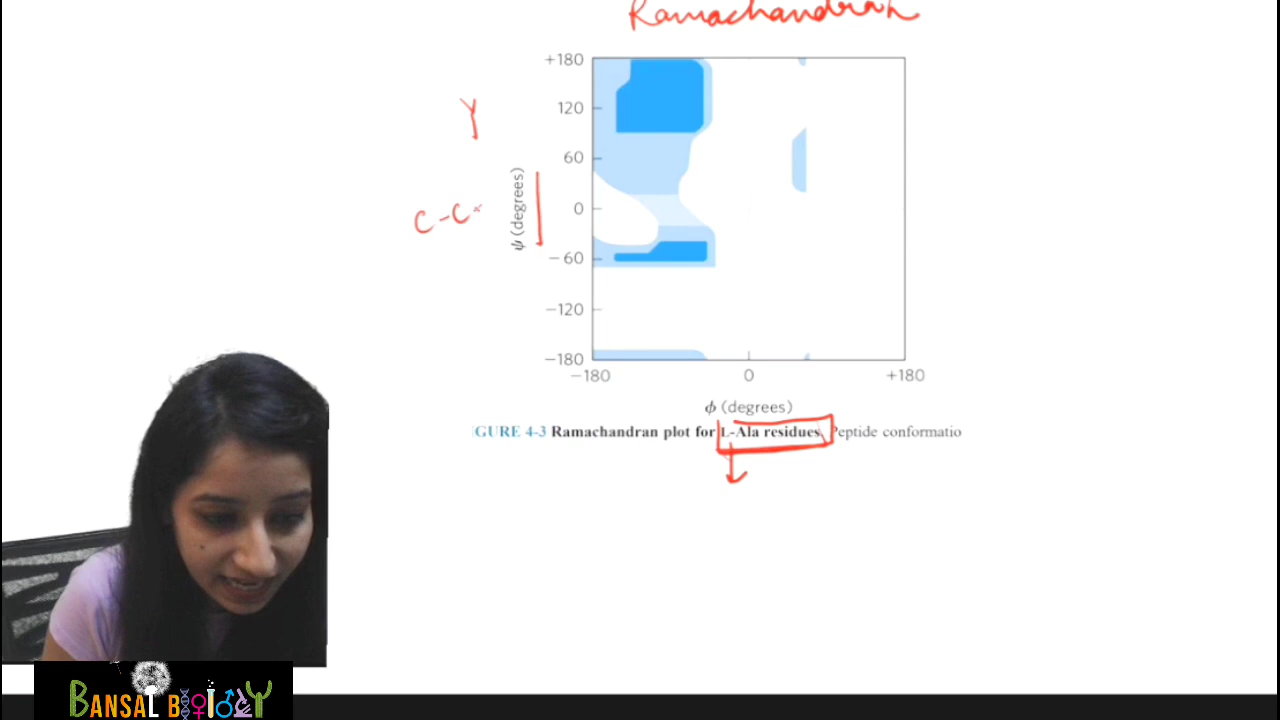 Ramachandran
+180
120
60
0
−60
−120
−180
Y
C-C
ψ (degrees)
−180 0 +180
ϕ (degrees)
GURE 4-3 Ramachandran plot for L-Ala residues. Peptide conformatio
BANSAL BIOLOGY